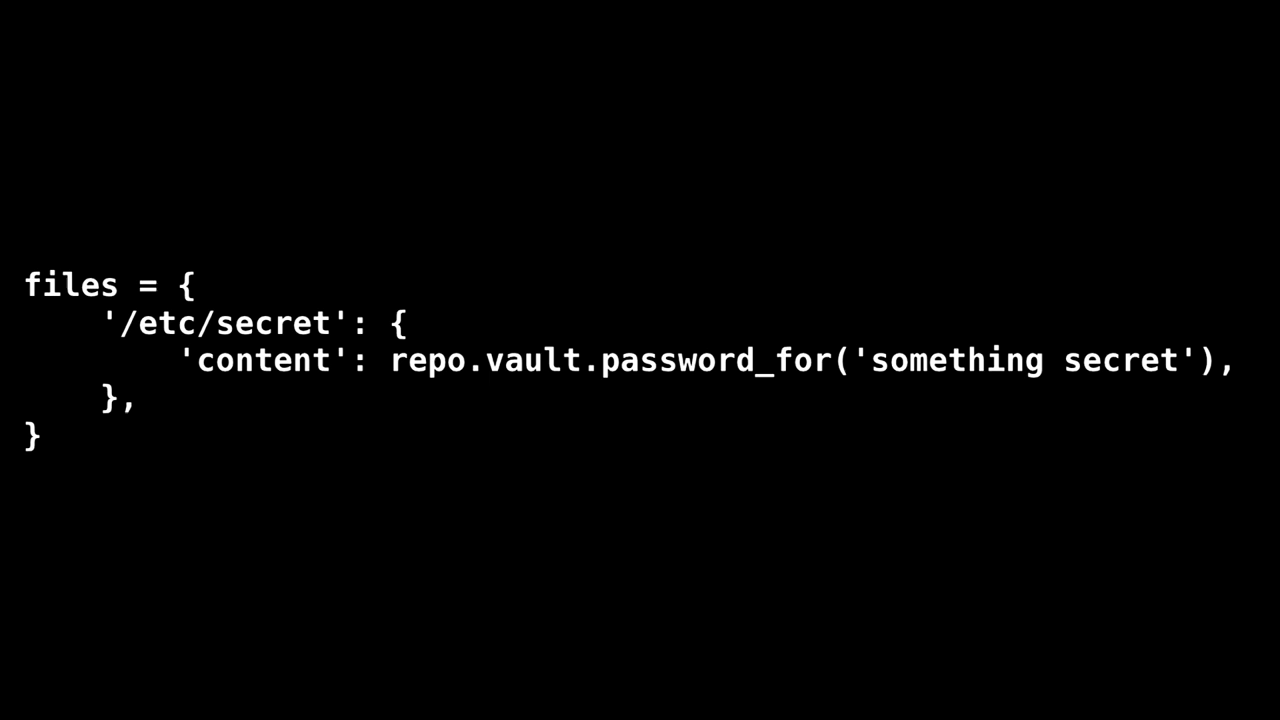 files = {
    '/etc/secret': {
        'content': repo.vault.password_for('something secret'),
    },
}